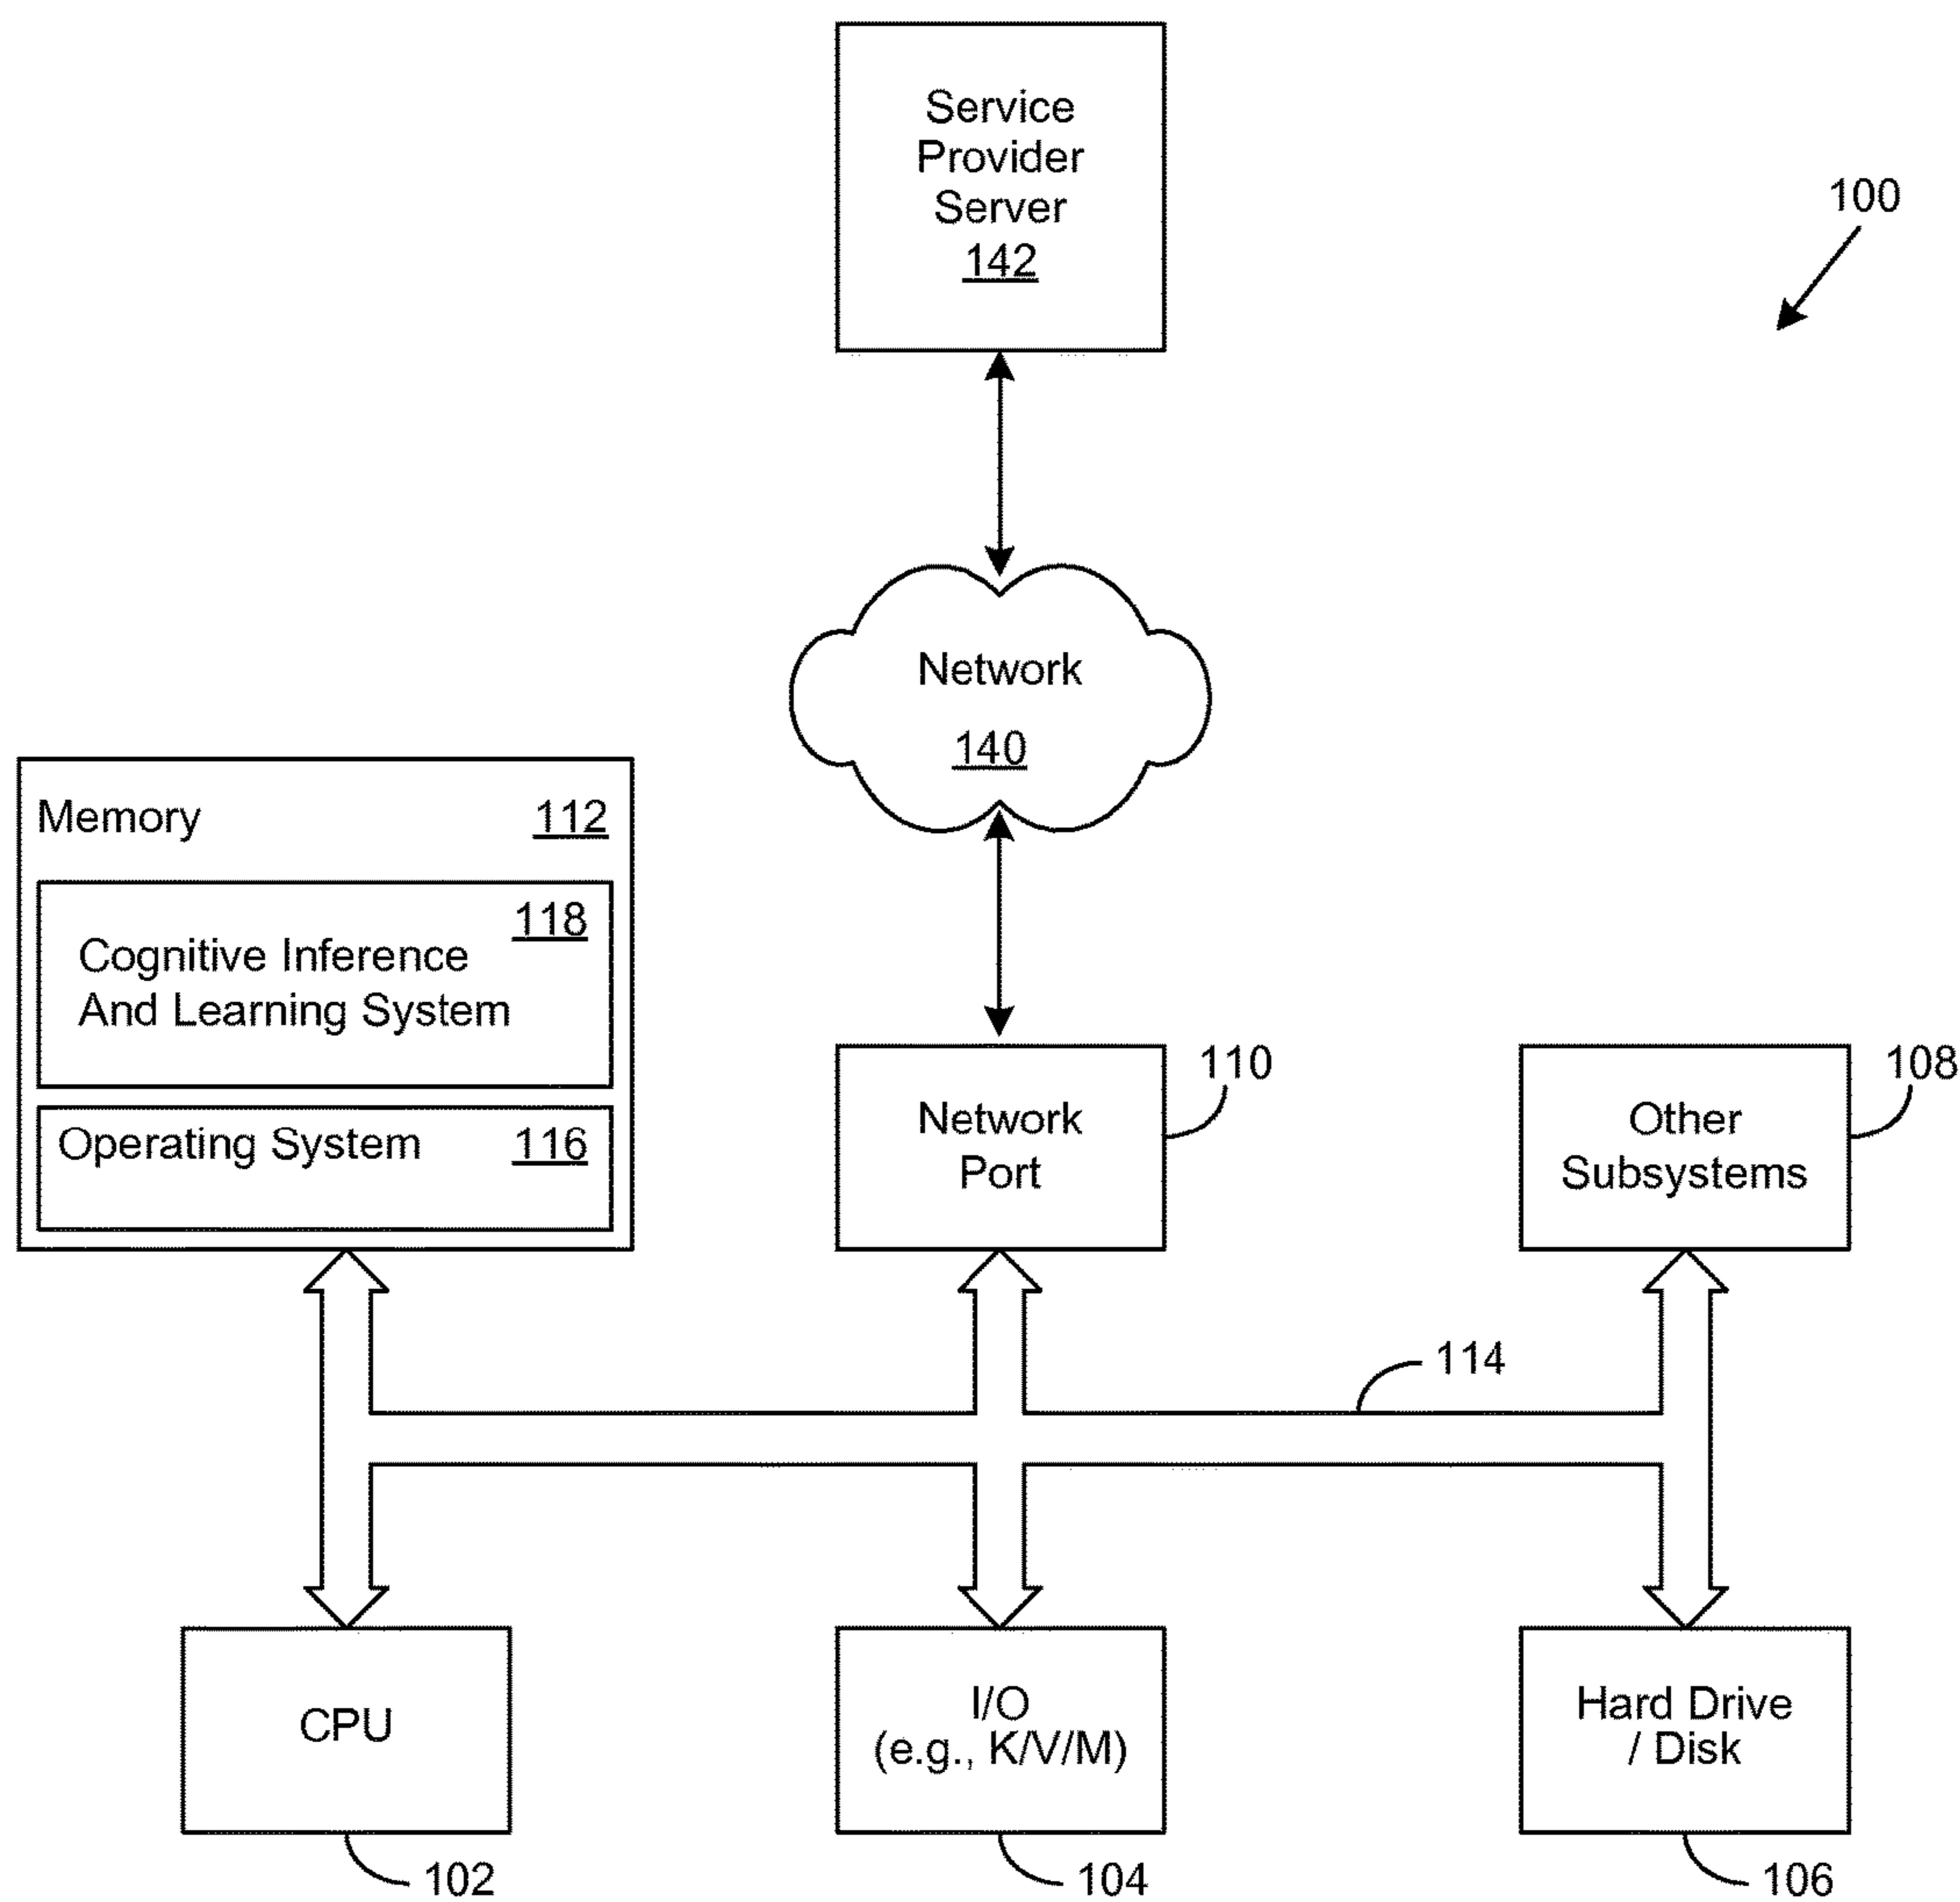 Service
Provider
Server
142
100
Network
140
Memory 112
118
Cognitive Inference
And Learning System
Operating System 116
110
Network
Port
108
Other
Subsystems
114
CPU
102
I/O
(e.g., K/V/M)
104
Hard Drive
/ Disk
106